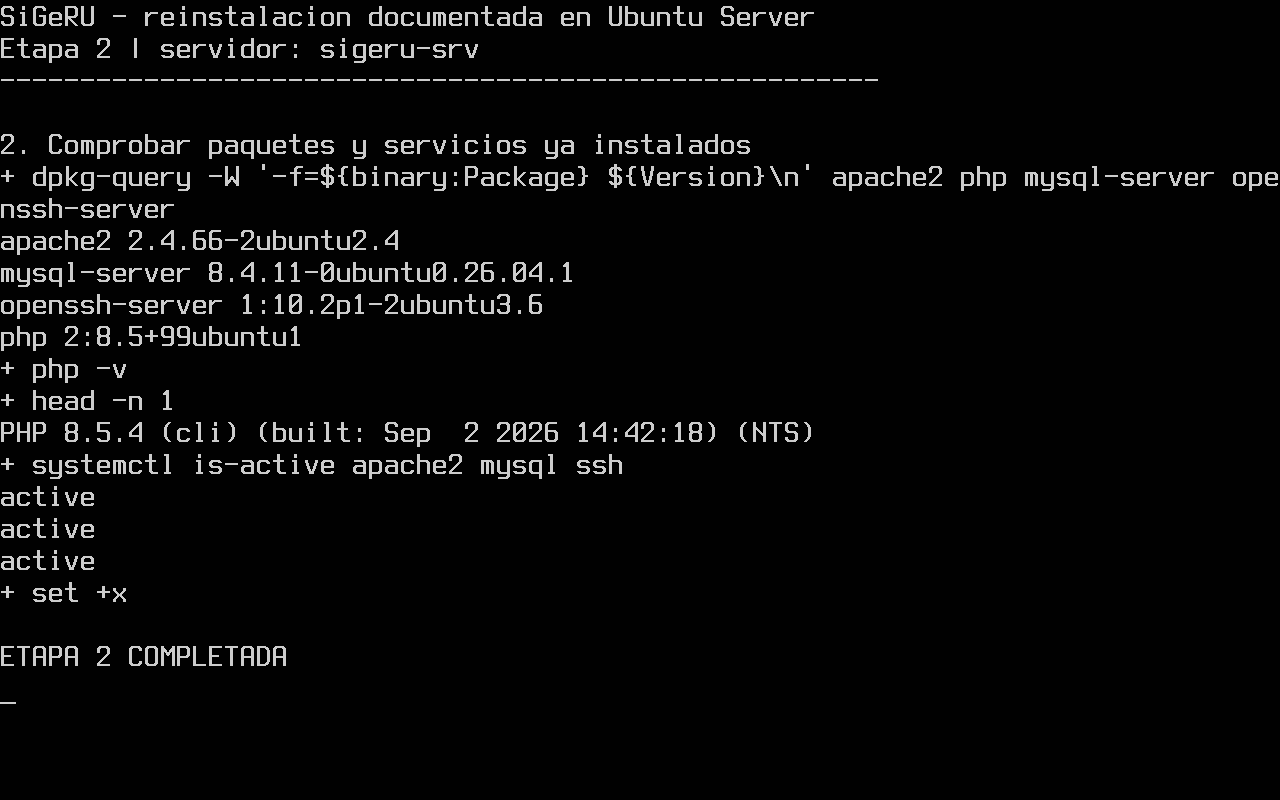 SiGeRU - reinstalacion documentada en Ubuntu Server
Etapa 2 | servidor: sigeru-srv
-------------------------------------------------------
2. Comprobar paquetes y servicios ya instalados
+ dpkg-query -W '-f=${binary:Package} ${Version}\n' apache2 php mysql-server ope
nssh-server
apache2 2.4.66-2ubuntu2.4
mysql-server 8.4.11-0ubuntu0.26.04.1
openssh-server 1:10.2p1-2ubuntu3.6
php 2:8.5+99ubuntu1
+ php -v
+ head -n 1
PHP 8.5.4 (cli) (built: Sep  2 2026 14:42:18) (NTS)
+ systemctl is-active apache2 mysql ssh
active
active
active
+ set +x
ETAPA 2 COMPLETADA
_